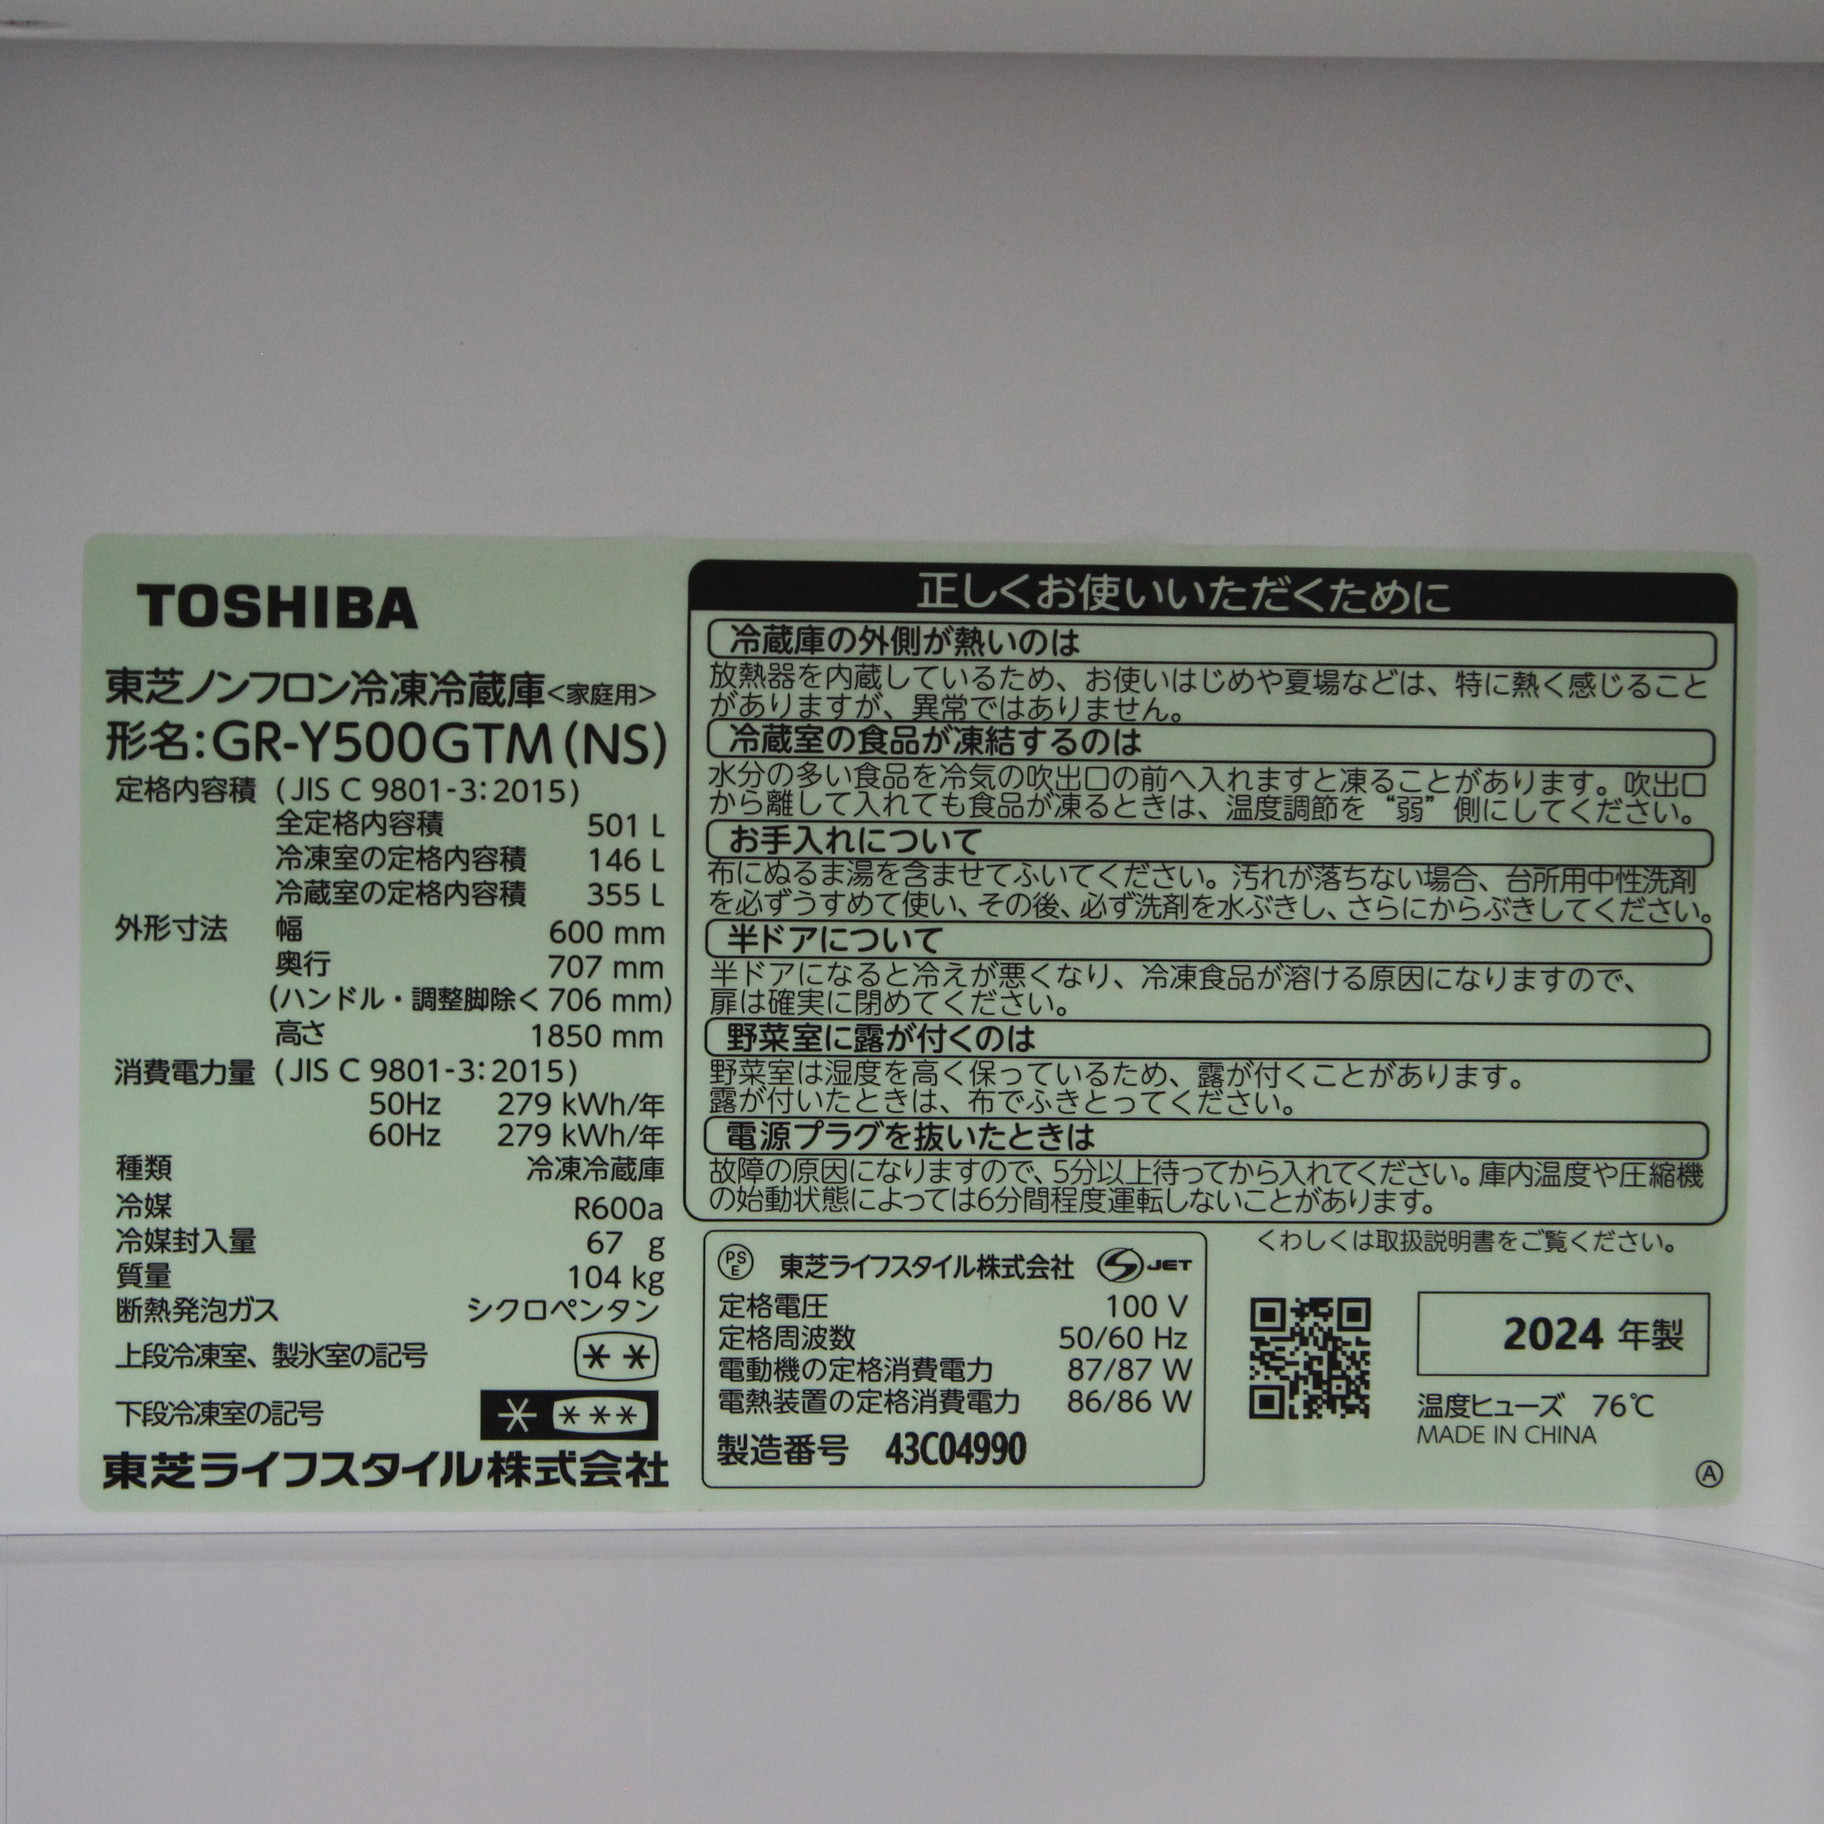 TOSHIBA
東芝ノンフロン冷凍冷蔵庫<家庭用>
形名:GR-Y500GTM(NS)
定格内容積 (JIS C 9801-3:2015)
全定格内容積 501 L
冷凍室の定格内容積 146 L
冷蔵室の定格内容積 355 L
外形寸法 幅 600 mm
奥行 707 mm
(ハンドル・調整脚除く 706 mm)
高さ 1850 mm
消費電力量 (JIS C 9801-3:2015)
50Hz 279 kWh/年
60Hz 279 kWh/年
種類 冷凍冷蔵庫
冷媒 R600a
冷媒封入量 67 g
質量 104 kg
断熱発泡ガス シクロペンタン
上段冷凍室、製氷室の記号 **
下段冷凍室の記号 * ***
東芝ライフスタイル株式会社
正しくお使いいただくために
冷蔵庫の外側が熱いのは
放熱器を内蔵しているため、お使いはじめや夏場などは、特に熱く感じること
がありますが、異常ではありません。
冷蔵室の食品が凍結するのは
水分の多い食品を冷気の吹出口の前へ入れますと凍ることがあります。吹出口
から離して入れても食品が凍るときは、温度調節を“弱”側にしてください。
お手入れについて
布にぬるま湯を含ませてふいてください。汚れが落ちない場合、台所用中性洗剤
を必ずうすめて使い、その後、必ず洗剤を水ぶきし、さらにからぶきしてください。
半ドアについて
半ドアになると冷えが悪くなり、冷凍食品が溶ける原因になりますので、
扉は確実に閉めてください。
野菜室に露が付くのは
野菜室は湿度を高く保っているため、露が付くことがあります。
露が付いたときは、布でふきとってください。
電源プラグを抜いたときは
故障の原因になりますので、5分以上待ってから入れてください。庫内温度や圧縮機
の始動状態によっては6分間程度運転しないことがあります。
くわしくは取扱説明書をご覧ください。
PS E 東芝ライフスタイル株式会社 S JET
定格電圧 100 V
定格周波数 50/60 Hz
電動機の定格消費電力 87/87 W
電熱装置の定格消費電力 86/86 W
製造番号 43C04990
2024 年製
温度ヒューズ 76℃
MADE IN CHINA
Ⓐ